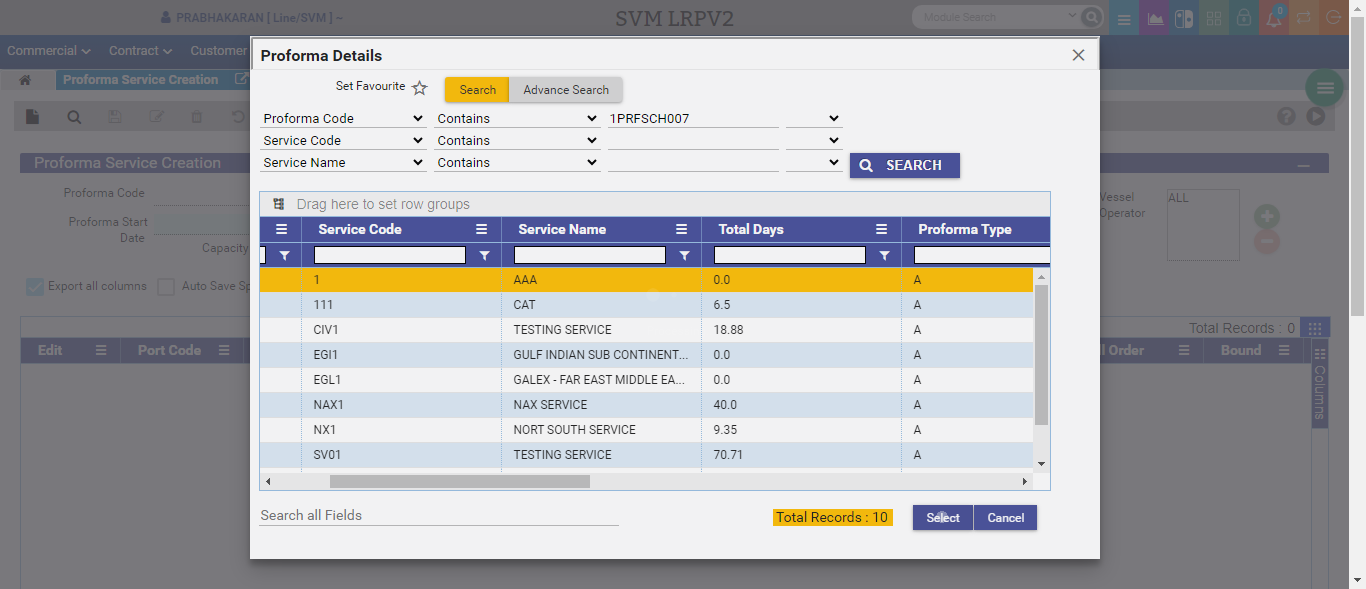 PRABHAKARAN [ Line/SVM ] ~
SVM LRPV2
Module Search
0
Commercial
Contract
Customer
Proforma Service Creation
Proforma Details
Set Favourite
Search
Advance Search
Proforma Code
Contains
1PRFSCH007
Service Code
Contains
Service Name
Contains
SEARCH
Proforma Service Creation
Proforma Code
Proforma Start
Date
Capacity
Vessel
Operator
ALL
Export all columns
Auto Save Sp
Total Records : 0
Edit
Port Code
l Order
Bound
Columns
Drag here to set row groups
Service Code
Service Name
Total Days
Proforma Type
1 AAA 0.0 A
111 CAT 6.5 A
CIV1 TESTING SERVICE 18.88 A
EGI1 GULF INDIAN SUB CONTINENT... 0.0 A
EGL1 GALEX - FAR EAST MIDDLE EA... 0.0 A
NAX1 NAX SERVICE 40.0 A
NX1 NORT SOUTH SERVICE 9.35 A
SV01 TESTING SERVICE 70.71 A
Search all Fields
Total Records : 10
Select
Cancel